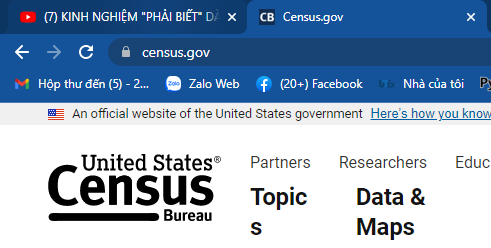 (7) KINH NGHIỆM "PHẢI BIẾT" DÀ
CB Census.gov
census.gov
Hộp thư đến (5) - 2...
Zalo Zalo Web
(20+) Facebook
Nhà của tôi
An official website of the United States government Here's how you know
United States®
Census
Bureau
Partners Researchers Educ
Topic
s
Data &
Maps